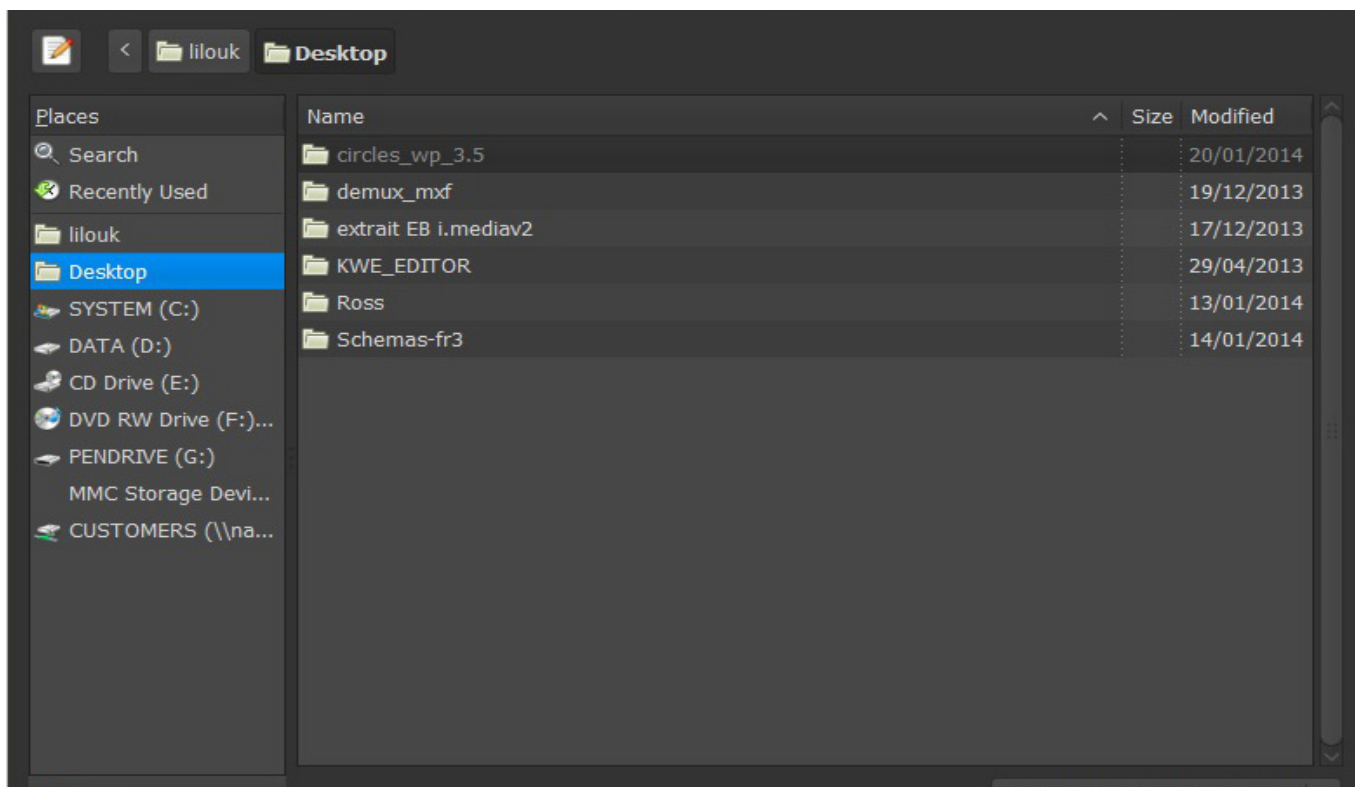 < lilouk Desktop
Places
Search
Recently Used
lilouk
Desktop
SYSTEM (C:)
DATA (D:)
CD Drive (E:)
DVD RW Drive (F:)...
PENDRIVE (G:)
MMC Storage Devi...
CUSTOMERS (\\na...
Name Size Modified
circles_wp_3.5 20/01/2014
demux_mxf 19/12/2013
extrait EB i.mediav2 17/12/2013
KWE_EDITOR 29/04/2013
Ross 13/01/2014
Schemas-fr3 14/01/2014